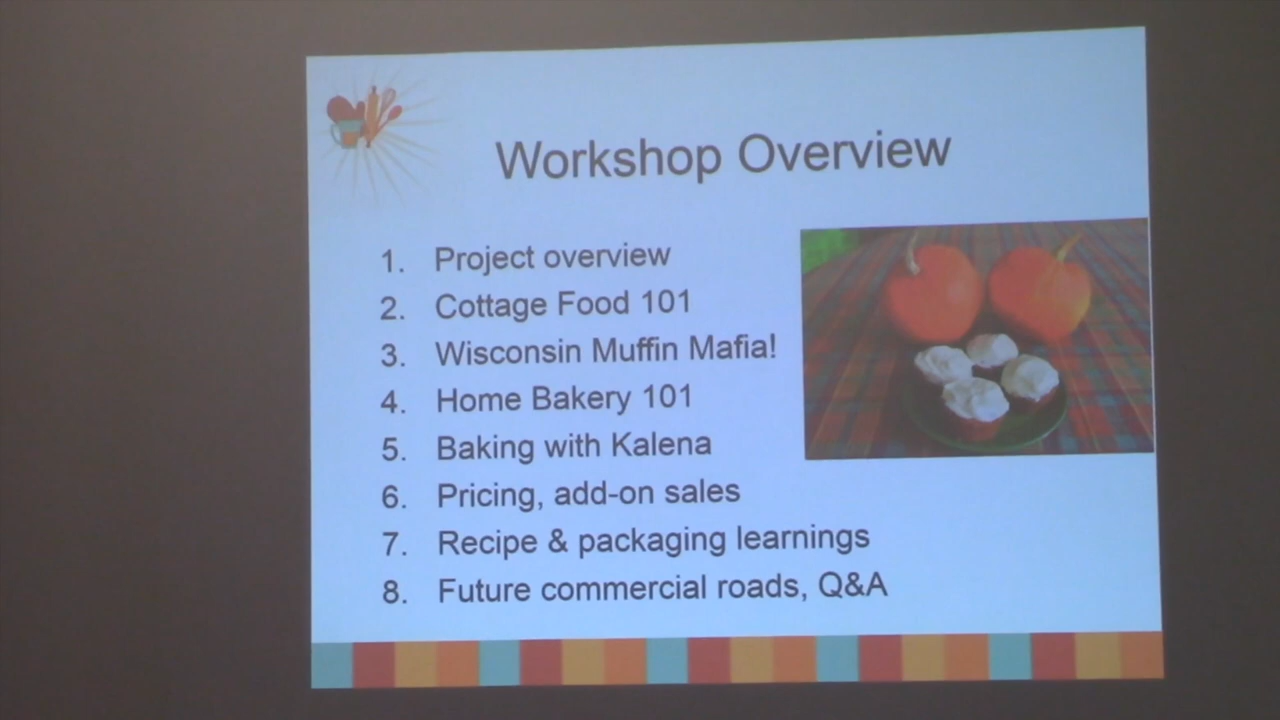 Workshop Overview
1. Project overview
2. Cottage Food 101
3. Wisconsin Muffin Mafia!
4. Home Bakery 101
5. Baking with Kalena
6. Pricing, add-on sales
7. Recipe & packaging learnings
8. Future commercial roads, Q&A